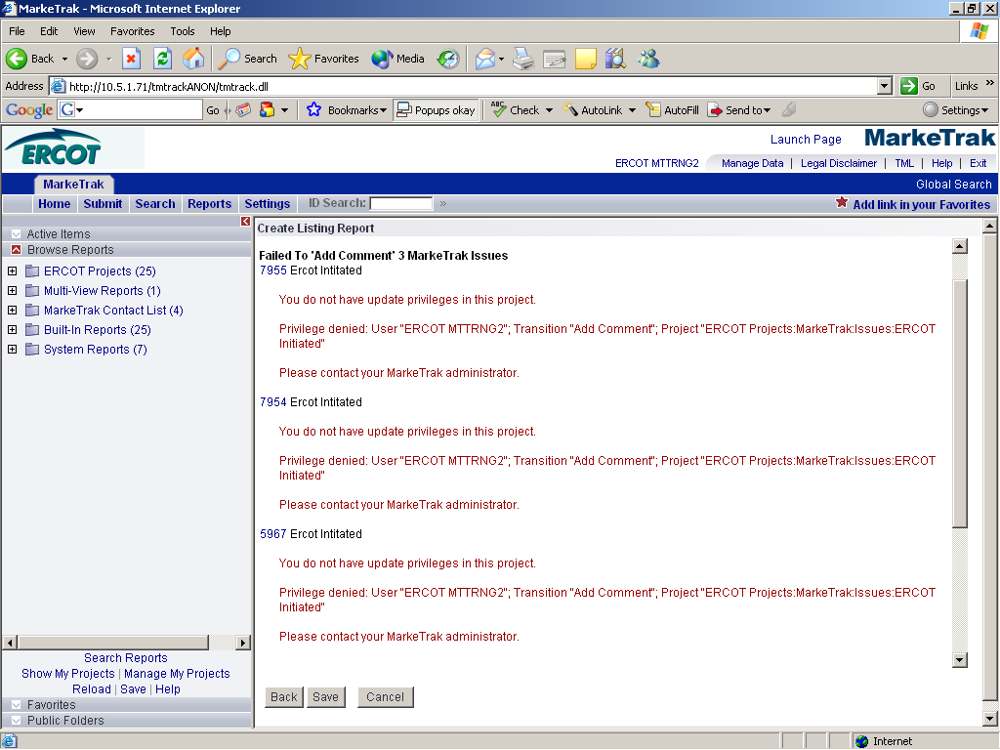 MarkeTrak - Microsoft Internet Explorer
File Edit View Favorites Tools Help
Back Search Favorites Media
Address http://10.5.1.71/tmtrackANON/tmtrack.dll Go Links »
Google G Go Bookmarks Popups okay ABC Check AutoLink AutoFill Send to Settings
ERCOT
Launch Page MarkeTrak
ERCOT MTTRNG2 Manage Data | Legal Disclaimer | TML | Help | Exit
MarkeTrak Global Search
Home Submit Search Reports Settings ID Search: » Add link in your Favorites
Active Items
Browse Reports
ERCOT Projects (25)
Multi-View Reports (1)
MarkeTrak Contact List (4)
Built-In Reports (25)
System Reports (7)
Search Reports
Show My Projects | Manage My Projects
Reload | Save | Help
Favorites
Public Folders
Create Listing Report
Failed To 'Add Comment' 3 MarkeTrak Issues
7955 Ercot Intitated
You do not have update privileges in this project.
Privilege denied: User "ERCOT MTTRNG2"; Transition "Add Comment"; Project "ERCOT Projects:MarkeTrak:Issues:ERCOT
Initiated"
Please contact your MarkeTrak administrator.
7954 Ercot Intitated
You do not have update privileges in this project.
Privilege denied: User "ERCOT MTTRNG2"; Transition "Add Comment"; Project "ERCOT Projects:MarkeTrak:Issues:ERCOT
Initiated"
Please contact your MarkeTrak administrator.
5967 Ercot Intitated
You do not have update privileges in this project.
Privilege denied: User "ERCOT MTTRNG2"; Transition "Add Comment"; Project "ERCOT Projects:MarkeTrak:Issues:ERCOT
Initiated"
Please contact your MarkeTrak administrator.
Back Save Cancel
Internet